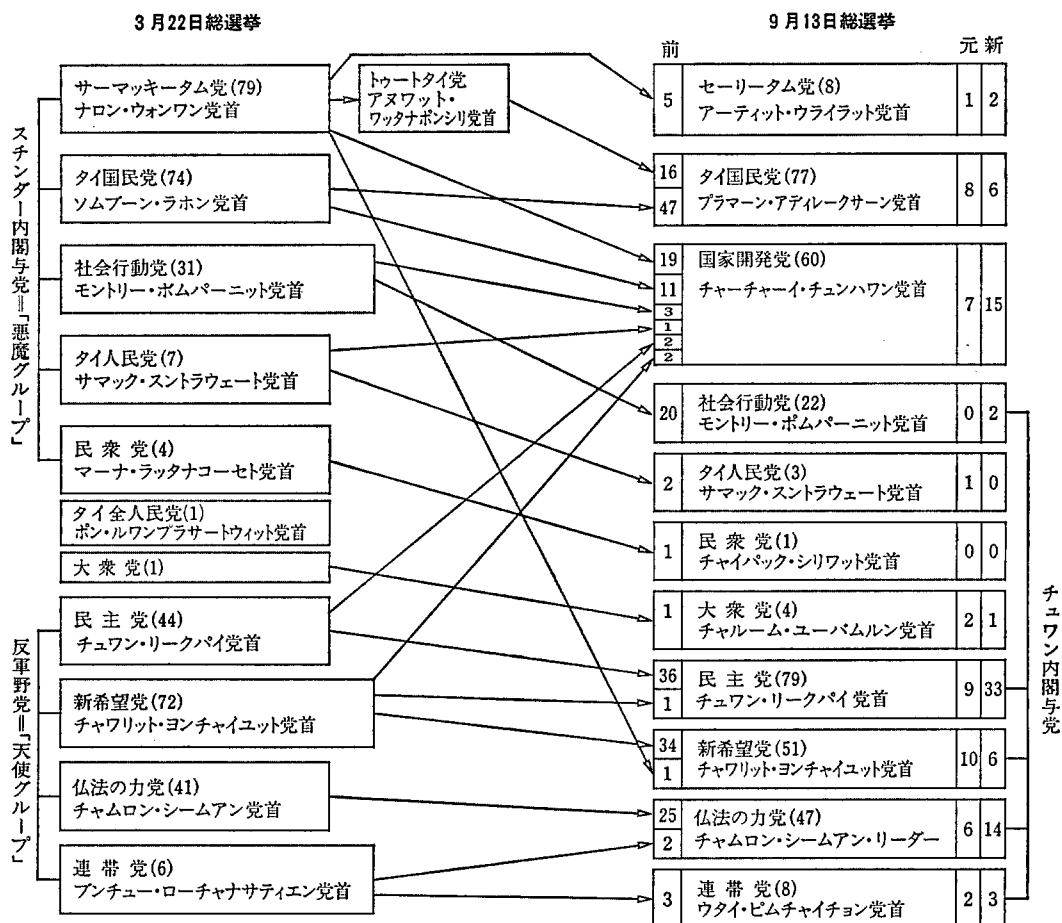 3月22日総選挙
スチンダー内閣与党=「悪魔グループ」
サーマッキータム党(79)
ナロン・ウォンワン党首
トゥートタイ党
アヌワット・
ワッタナポンシリ党首
タイ国民党(74)
ソムブーン・ラホン党首
社会行動党(31)
モントリー・ポムパーニット党首
タイ人民党(7)
サマック・スントラウェート党首
民衆党(4)
マーナ・ラッタナコーセト党首
タイ全人民党(1)
ポン・ルワンプラサートウィット党首
大衆党(1)
反軍野党=「天使グループ」
民主党(44)
チュワン・リークパイ党首
新希望党(72)
チャワリット・ヨンチャイユット党首
仏法の力党(41)
チャムロン・シームアン党首
連帯党(6)
ブンチュー・ローチャナサティエン党首
9月13日総選挙
前 元 新
5 セーリータム党(8) 1 2
アーティット・ウライラット党首
16 タイ国民党(77) 8 6
47 プラマーン・アディレークサーン党首
19 国家開発党(60) 7 15
11 チャーチャーイ・チュンハワン党首
3
1
2
2
20 社会行動党(22) 0 2
モントリー・ポムパーニット党首
2 タイ人民党(3) 1 0
サマック・スントラウェート党首
1 民衆党(1) 0 0
チャイパック・シリワット党首
1 大衆党(4) 2 1
チャルーム・ユーバムルン党首
36 民主党(79) 9 33
1 チュワン・リークパイ党首
34 新希望党(51) 10 6
1 チャワリット・ヨンチャイユット党首
25 仏法の力党(47) 6 14
2 チャムロン・シームアン・リーダー
3 連帯党(8) 2 3
ウタイ・ピムチャイチョン党首
チュワン内閣与党